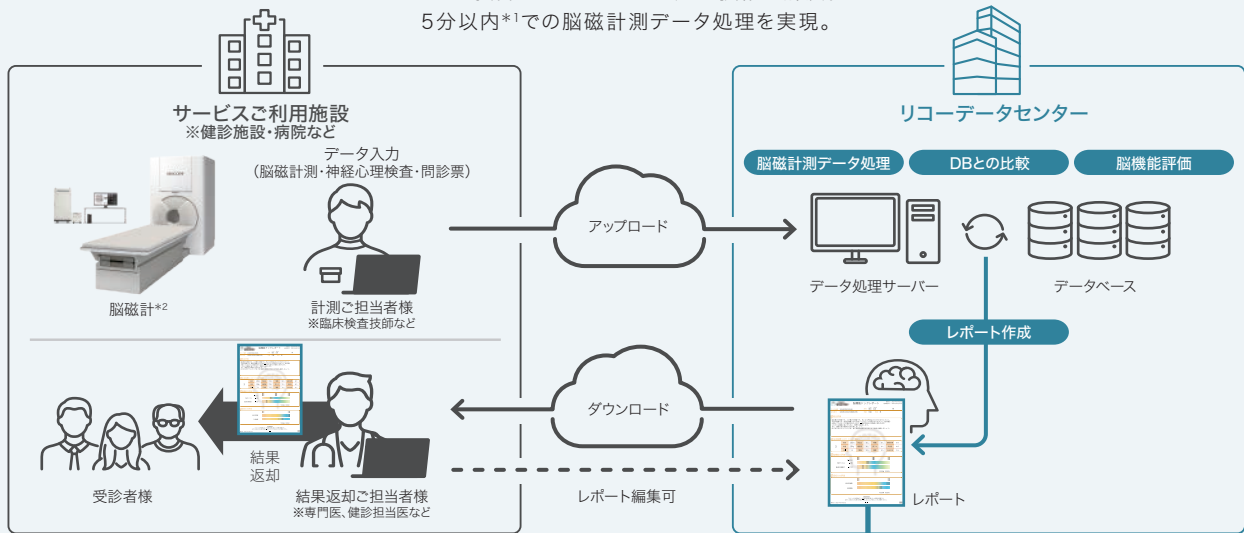 5分以内*1での脳磁計測データ処理を実現。
サービスご利用施設
※健診施設・病院など
データ入力
（脳磁計測・神経心理検査・問診票）
脳磁計*2
計測ご担当者様
※臨床検査技師など
アップロード
リコーデータセンター
脳磁計測データ処理
DBとの比較
脳機能評価
データ処理サーバー
データベース
レポート作成
受診者様
結果
返却
結果返却ご担当者様
※専門医、健診担当医など
ダウンロード
レポート編集可
レポート